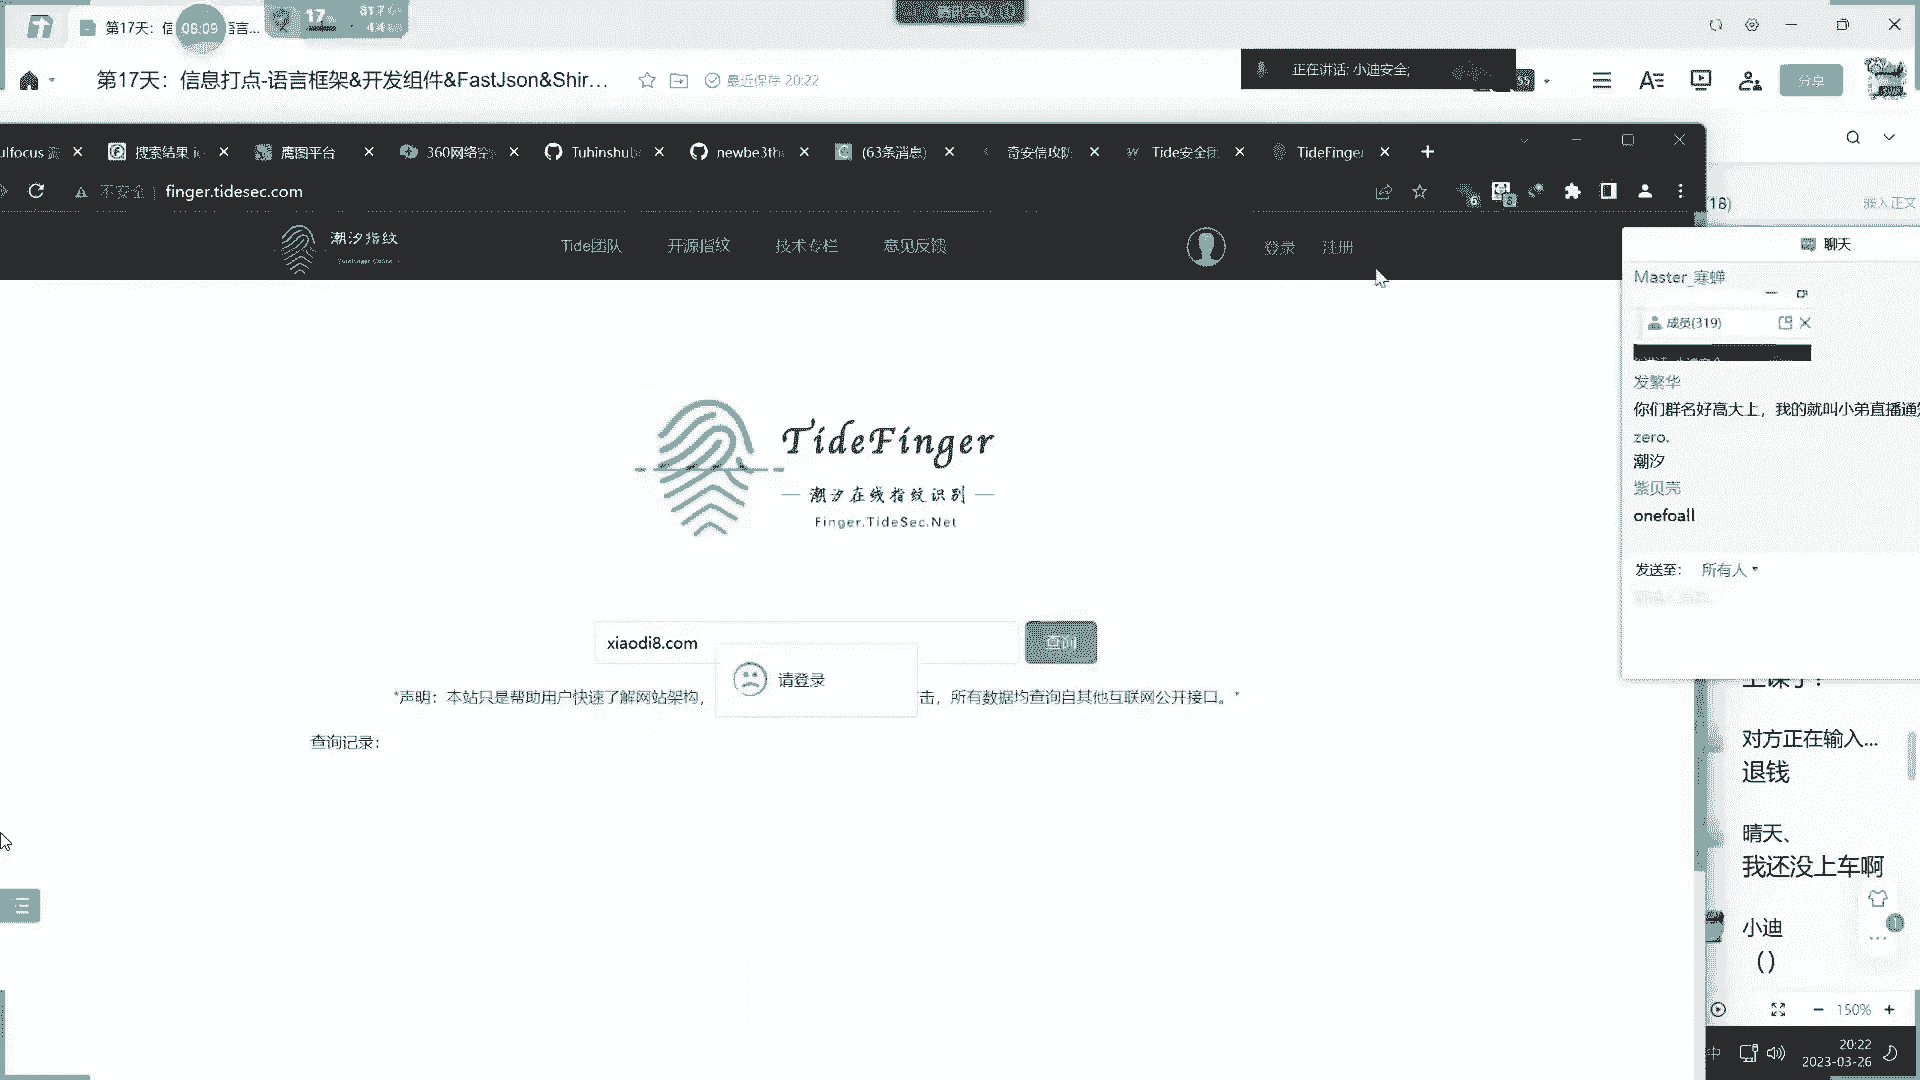 第17天：信
08:09
言...
17
第17天：信息打点-语言框架&开发组件&FastJson&Shir...
最近保存 20:22
正在讲话: 小迪安全;
分享
ulfocus
搜索结果
鹰图平台
360网络空
Tuhinshub
newbe3th
(63条消息)
奇安信攻防
Tide安全团
TideFinger
不安全
finger.tidesec.com
潮汐指纹
TideFinger Online
Tide团队
开源指纹
技术专栏
意见反馈
登录
注册
TideFinger
潮汐在线指纹识别
Finger.TideSec.Net
xiaodi8.com
查询
请登录
*声明：本站只是帮助用户快速了解网站架构，
击，所有数据均查询自其他互联网公开接口。*
查询记录：
(18)
嵌入正文
聊天
Master_寒蝉
成员(319)
发繁华
你们群名好高大上，我的就叫小弟直播通知
zero.
潮汐
紫贝壳
onefoall
发送至：
所有人
上课了！
对方正在输入...
退钱
晴天、
我还没上车啊
小迪
()
150%
中
20:22
2023-03-26